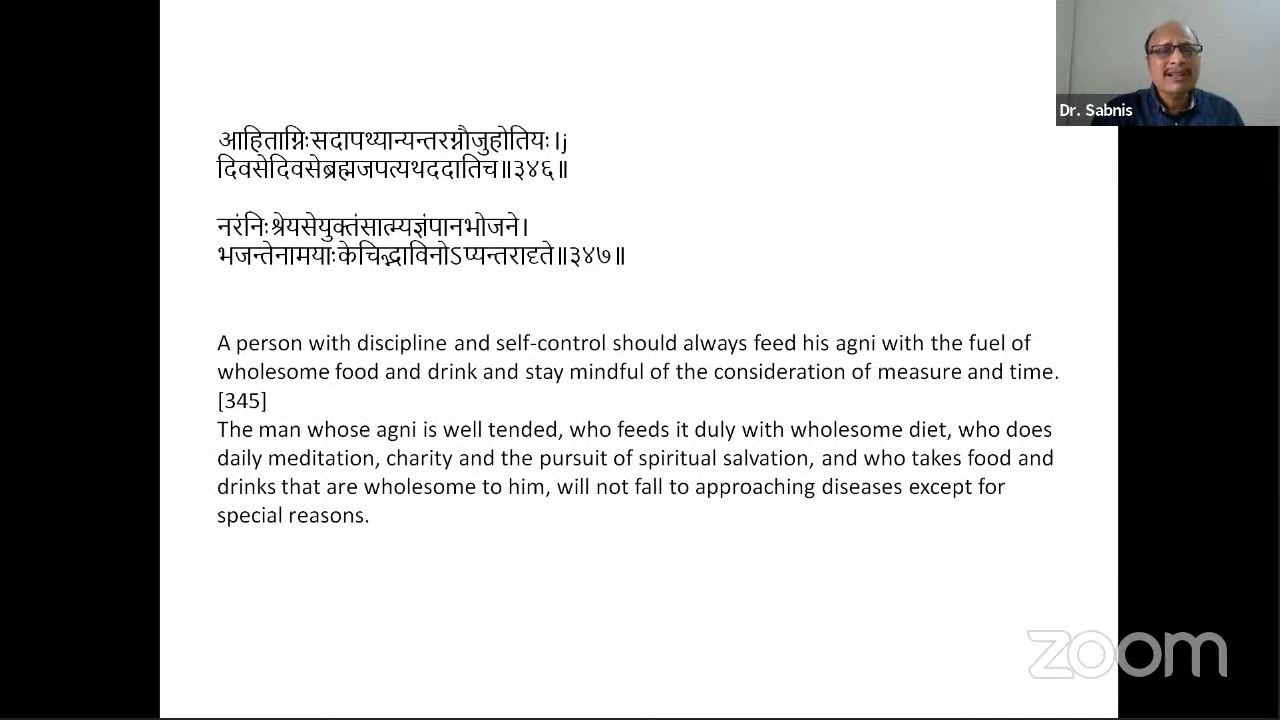 Dr. Sabnis
आहिताग्निःसदापथ्यान्यन्तरग्नौजुहोतियः।j
दिवसेदिवसेब्रह्मजपत्यथददातिच॥३४६॥
नरंनिःश्रेयसेयुक्तंसात्म्यज्ञंपानभोजने।
भजन्तेनामयाःकेचिद्भाविनोऽप्यन्तरादृते॥३४७॥
A person with discipline and self-control should always feed his agni with the fuel of
wholesome food and drink and stay mindful of the consideration of measure and time.
[345]
The man whose agni is well tended, who feeds it duly with wholesome diet, who does
daily meditation, charity and the pursuit of spiritual salvation, and who takes food and
drinks that are wholesome to him, will not fall to approaching diseases except for
special reasons.
zoom